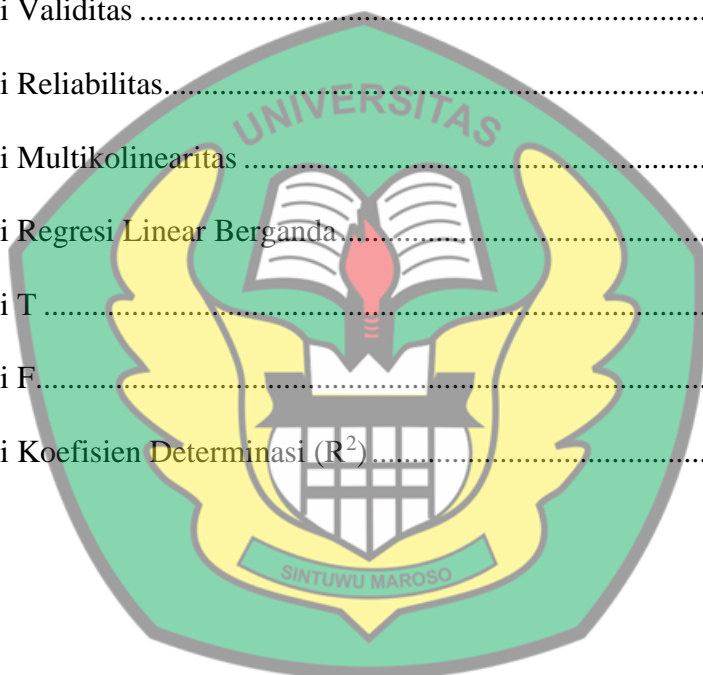 i Validitas ................................................................
i Reliabilitas................................................................
UNIVERSITAS
i Multikolinearitas ................................................................
i Regresi Linear Berganda................................................................
i T ................................................................
i F................................................................
i Koefisien Determinasi (R²)................................................................
SINTUWU MAROSO